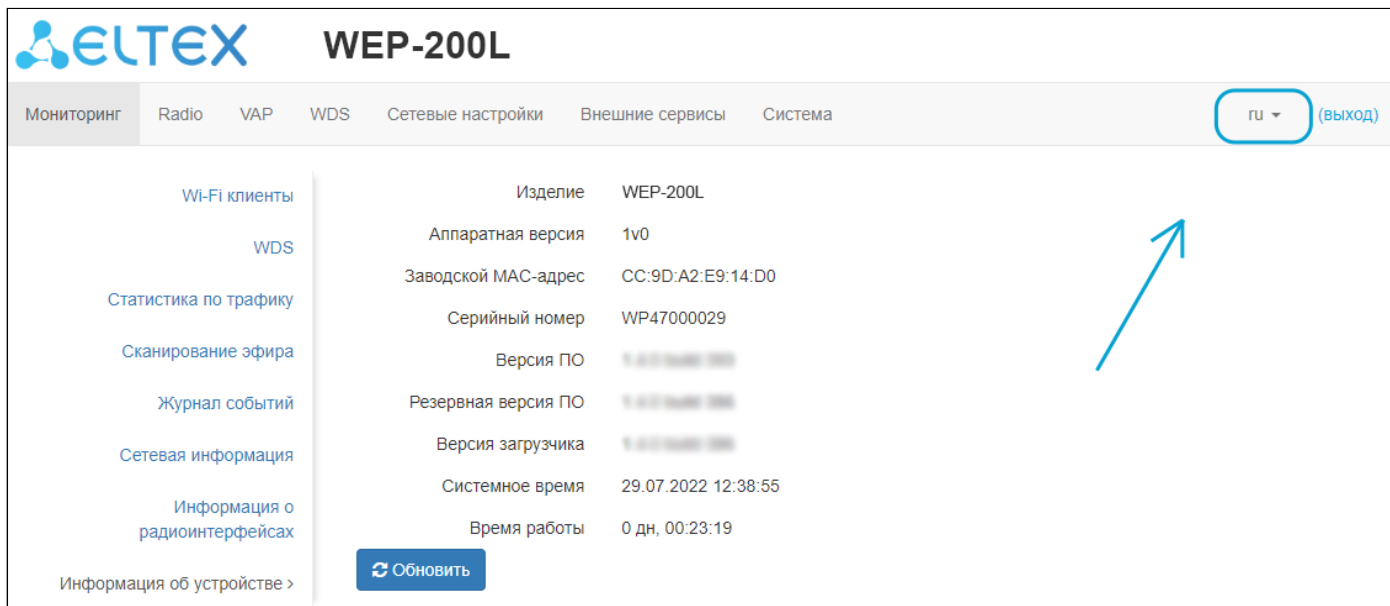 ELTEX WEP-200L
Мониторинг Radio VAP WDS Сетевые настройки Внешние сервисы Система ru (выход)
Wi-Fi клиенты
WDS
Статистика по трафику
Сканирование эфира
Журнал событий
Сетевая информация
Информация о
радиоинтерфейсах
Информация об устройстве >
Изделие WEP-200L
Аппаратная версия 1v0
Заводской MAC-адрес CC:9D:A2:E9:14:D0
Серийный номер WP47000029
Версия ПО
Резервная версия ПО
Версия загрузчика
Системное время 29.07.2022 12:38:55
Время работы 0 дн, 00:23:19
Обновить